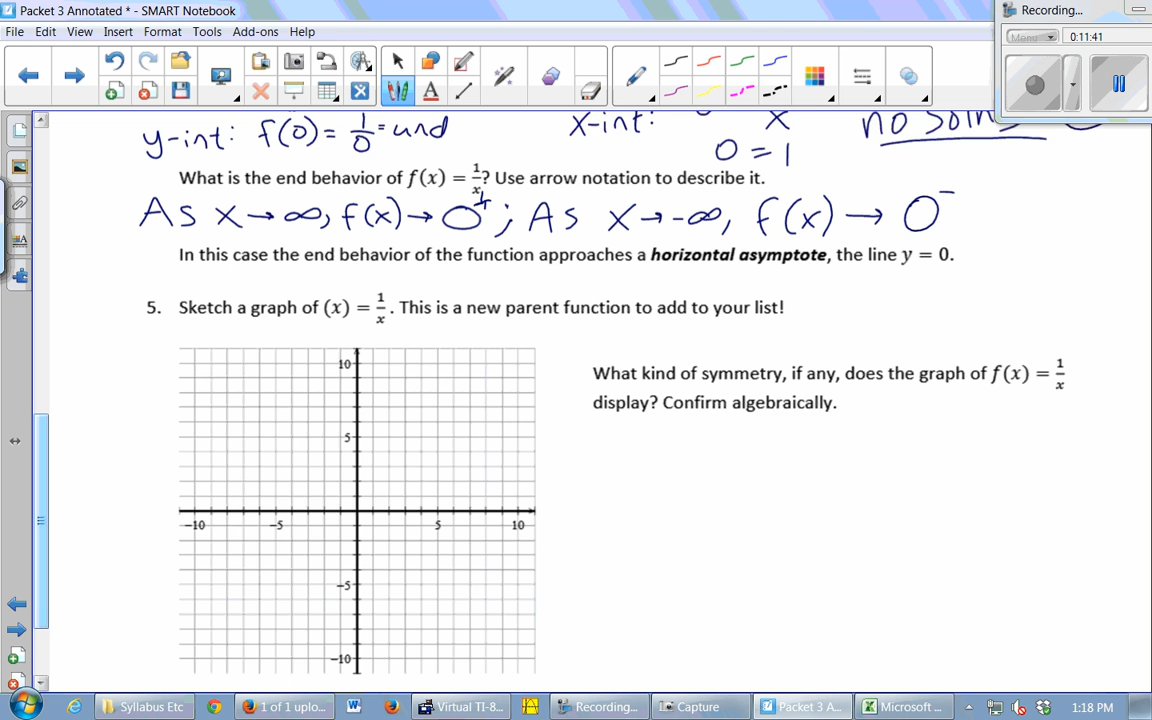 Packet 3 Annotated * - SMART Notebook
Recording...
File Edit View Insert Format Tools Add-ons Help
Menu
0:11:41
A
y-int: f(0) = 1/0 = und
x-int:
x
no soln
0 = 1
What is the end behavior of f(x) = 1/x? Use arrow notation to describe it.
As x → ∞, f(x) → 0⁺; As x → -∞, f(x) → 0⁻
In this case the end behavior of the function approaches a horizontal asymptote, the line y = 0.
5. Sketch a graph of (x) = 1/x. This is a new parent function to add to your list!
What kind of symmetry, if any, does the graph of f(x) = 1/x
display? Confirm algebraically.
10
5
−10 −5 5 10
−5
−10
Syllabus Etc
1 of 1 uplo...
Virtual TI-8...
Recording...
Capture
Packet 3 A...
Microsoft ...
1:18 PM